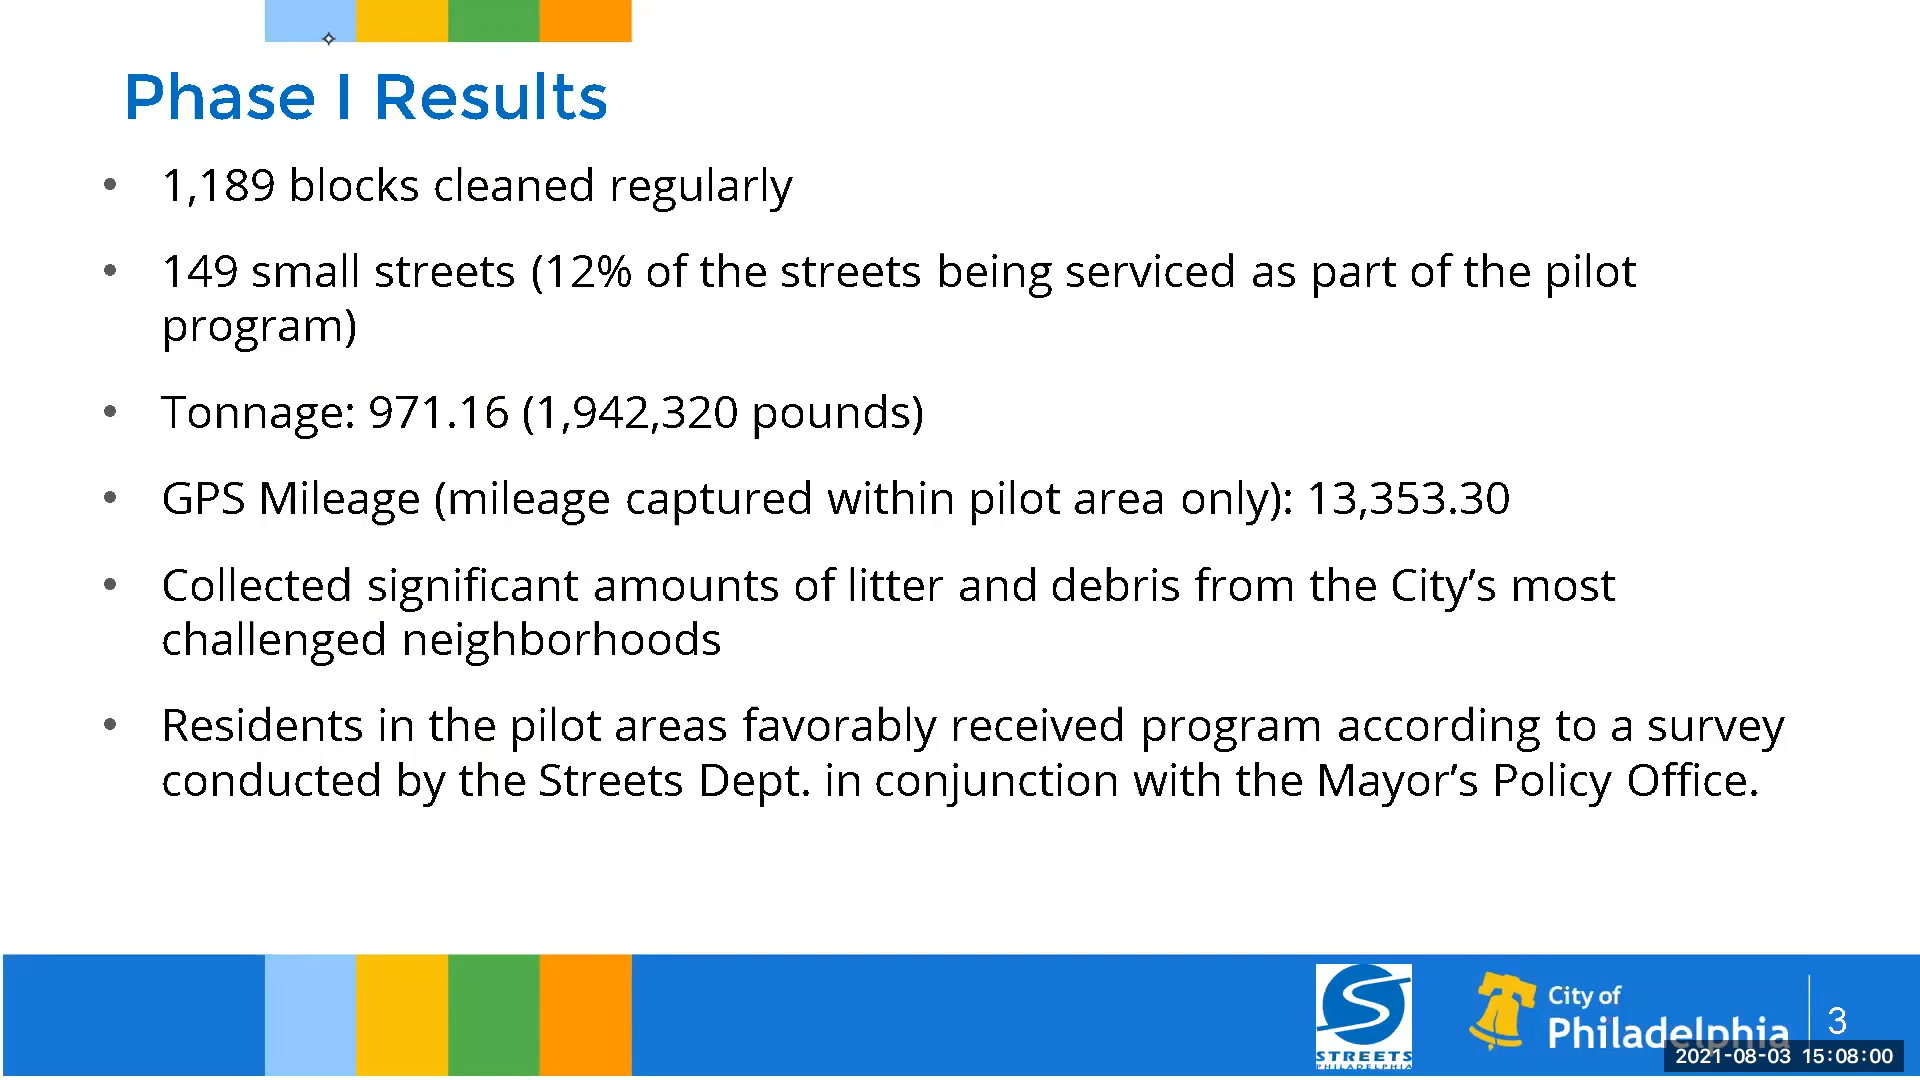 Phase I Results
• 1,189 blocks cleaned regularly
• 149 small streets (12% of the streets being serviced as part of the pilot
program)
• Tonnage: 971.16 (1,942,320 pounds)
• GPS Mileage (mileage captured within pilot area only): 13,353.30
• Collected significant amounts of litter and debris from the City’s most
challenged neighborhoods
• Residents in the pilot areas favorably received program according to a survey
conducted by the Streets Dept. in conjunction with the Mayor’s Policy Office.
STREETS
PHILADELPHIA
City of
Philadelphia
3
2021-08-03 15:08:00